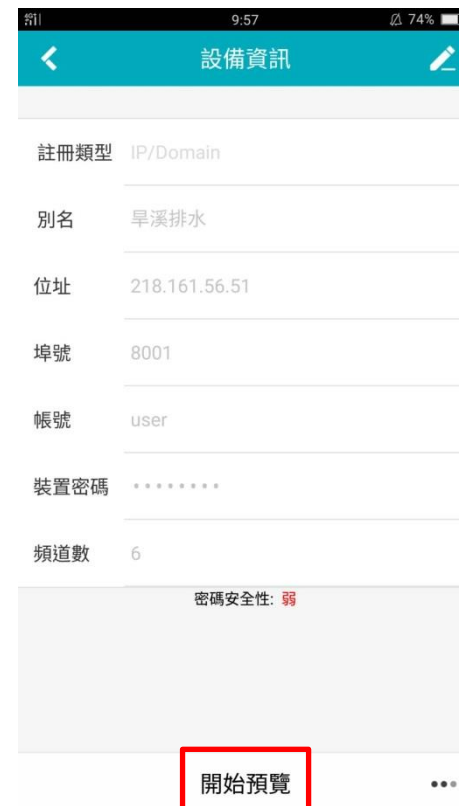 9:57 74%
設備資訊
註冊類型 IP/Domain
別名 旱溪排水
位址 218.161.56.51
埠號 8001
帳號 user
裝置密碼 ••••••••
頻道數 6
密碼安全性: 弱
開始預覽